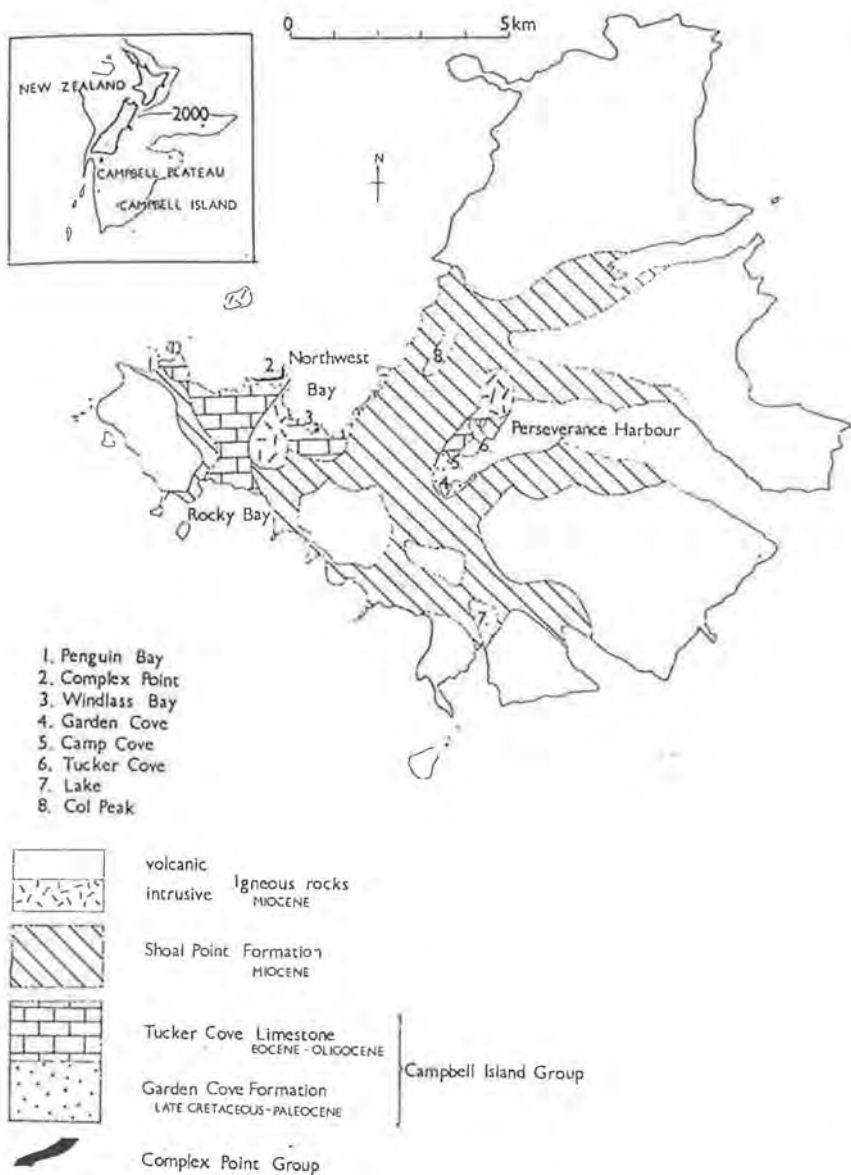 0 5km
NEW ZEALAND
2000
CAMPBELL PLATEAU
CAMPBELL ISLAND
N
1
2
Northwest
Bay
8
3
Perseverance Harbour
6
5
4
Rocky Bay
7
1. Penguin Bay
2. Complex Point
3. Windlass Bay
4. Garden Cove
5. Camp Cove
6. Tucker Cove
7. Lake
8. Col Peak
volcanic
intrusive Igneous rocks
MIOCENE
Shoal Point Formation
MIOCENE
Tucker Cove Limestone
EOCENE - OLIGOCENE
Campbell Island Group
Garden Cove Formation
LATE CRETACEOUS - PALEOCENE
Complex Point Group